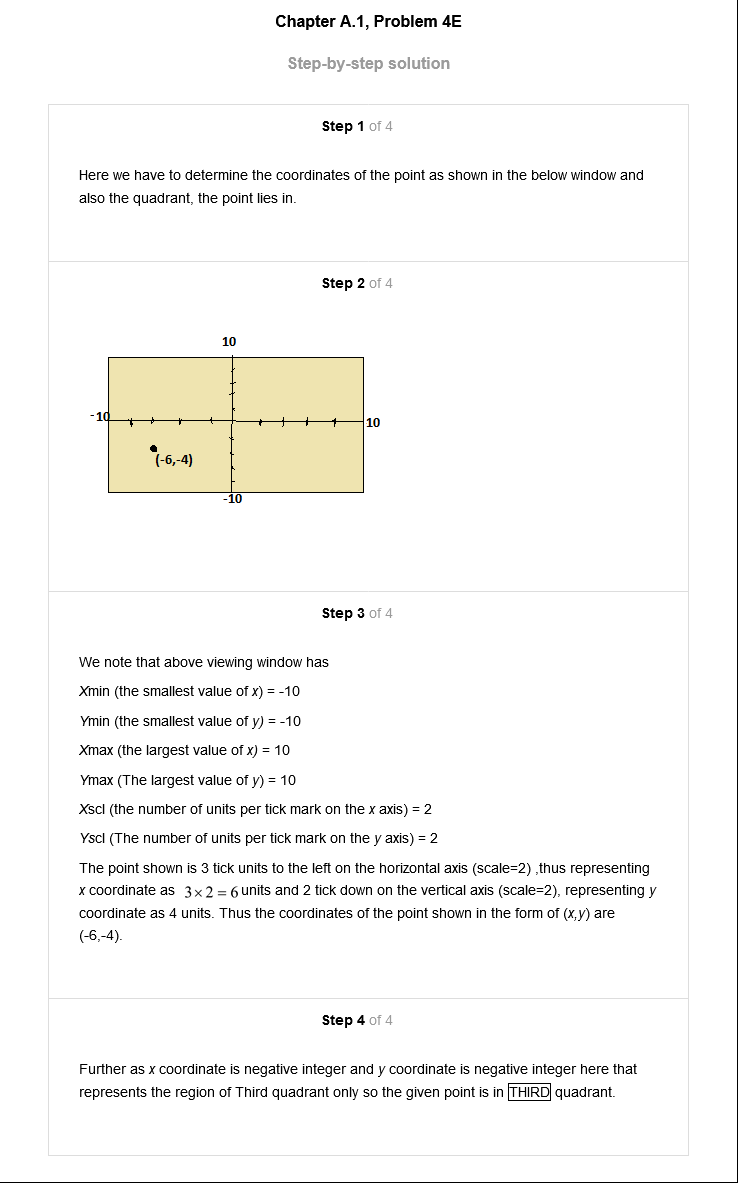 Chapter A.1, Problem 4E
Step-by-step solution
Step 1 of 4
Here we have to determine the coordinates of the point as shown in the below window and
also the quadrant, the point lies in.
Step 2 of 4
10
-10
10
(-6,-4)
-10
Step 3 of 4
We note that above viewing window has
Xmin (the smallest value of x) = -10
Ymin (the smallest value of y) = -10
Xmax (the largest value of x) = 10
Ymax (The largest value of y) = 10
Xscl (the number of units per tick mark on the x axis) = 2
Yscl (The number of units per tick mark on the y axis) = 2
The point shown is 3 tick units to the left on the horizontal axis (scale=2) ,thus representing
x coordinate as 3×2=6 units and 2 tick down on the vertical axis (scale=2), representing y
coordinate as 4 units. Thus the coordinates of the point shown in the form of (x,y) are
(-6,-4).
Step 4 of 4
Further as x coordinate is negative integer and y coordinate is negative integer here that
represents the region of Third quadrant only so the given point is in THIRD quadrant.